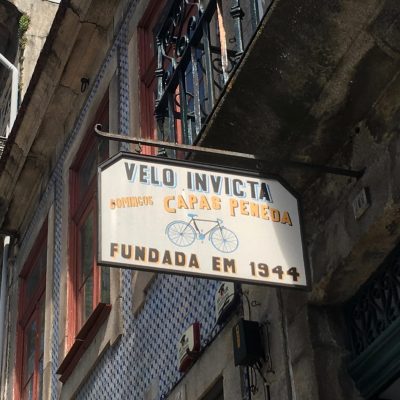 VELO INVICTA
DOMINGOS CAPAS PENEDA
FUNDADA EM 1944